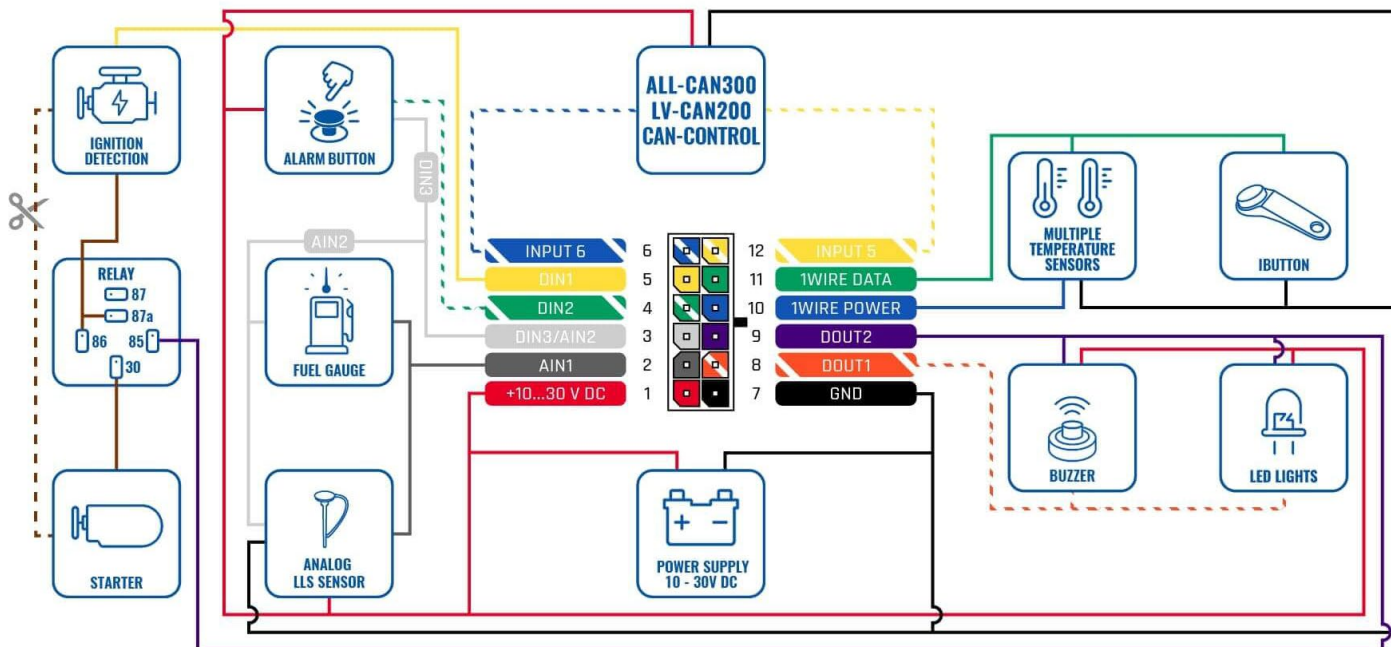 ALL-CAN300
LV-CAN200
CAN-CONTROL
IGNITION
DETECTION
ALARM BUTTON
DIN3
AIN2
MULTIPLE
TEMPERATURE
SENSORS
IBUTTON
RELAY
87
87a
86
85
30
FUEL GAUGE
INPUT 6
6
12
INPUT 5
DIN1
5
11
1WIRE DATA
DIN2
4
10
1WIRE POWER
DIN3/AIN2
3
9
DOUT2
AIN1
2
8
DOUT1
+10...30 V DC
1
7
GND
BUZZER
LED LIGHTS
STARTER
ANALOG
LLS SENSOR
POWER SUPPLY
10 - 30V DC